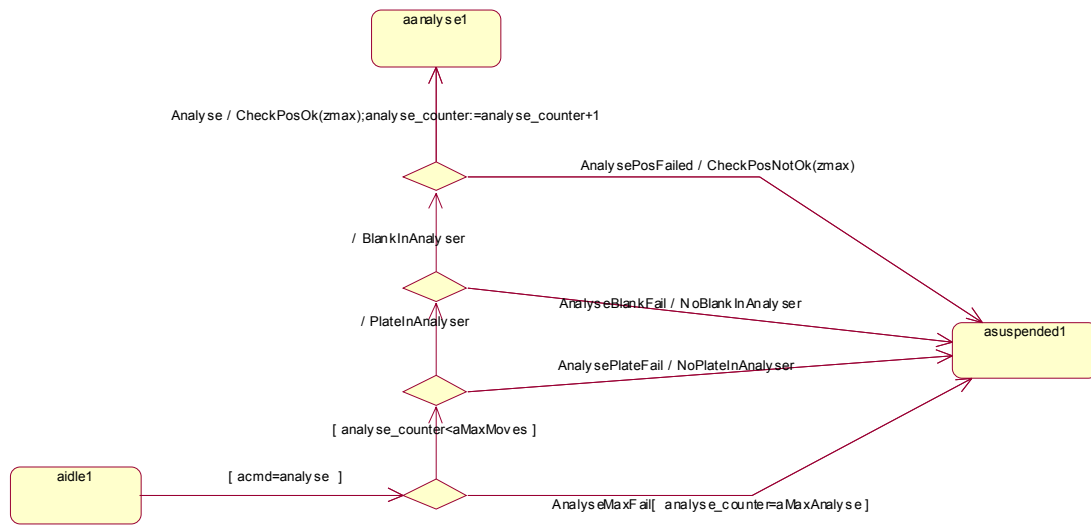 aanalyse1
Analyse / CheckPosOk(zmax);analyse_counter:=analyse_counter+1
AnalysePosFailed / CheckPosNotOk(zmax)
/ BlankInAnalyser
AnalyseBlankFail / NoBlankInAnalyser
/ PlateInAnalyser
asuspended1
AnalysePlateFail / NoPlateInAnalyser
[ analyse_counter<aMaxMoves ]
aidle1
[ acmd=analyse ]
AnalyseMaxFail[ analyse_counter=aMaxAnalyse ]